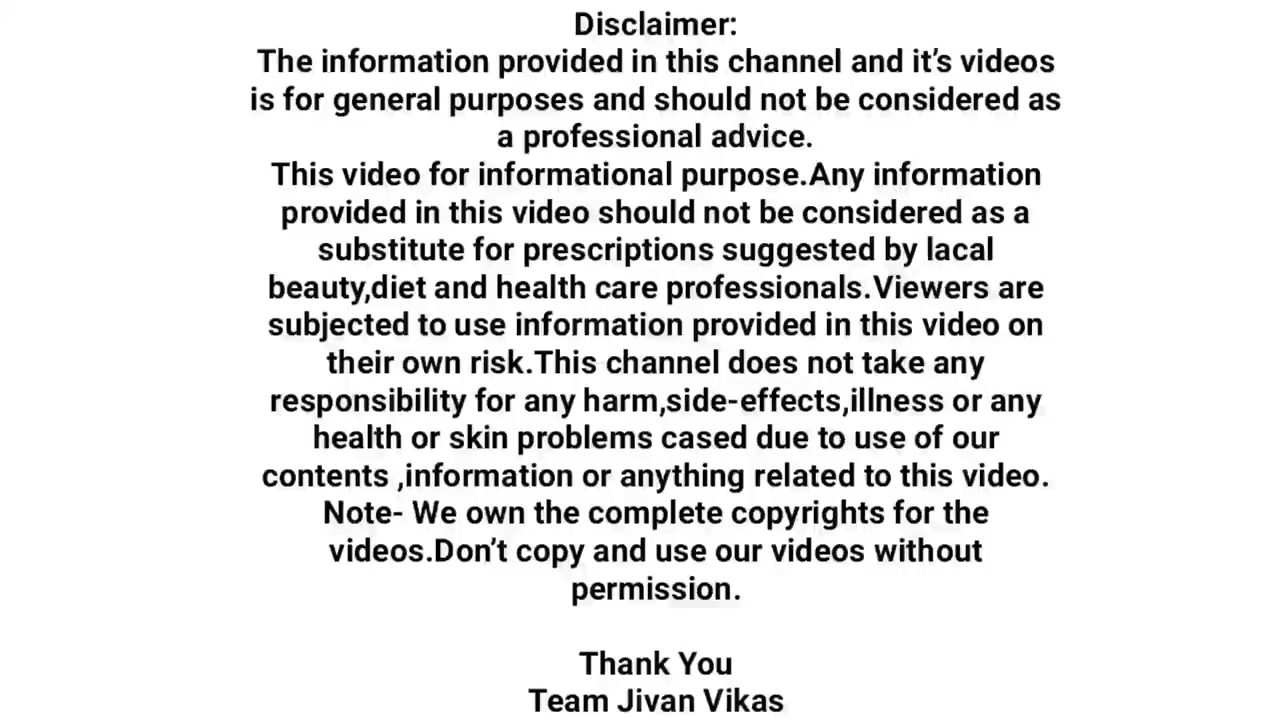 Disclaimer:
The information provided in this channel and it’s videos
is for general purposes and should not be considered as
a professional advice.
This video for informational purpose.Any information
provided in this video should not be considered as a
substitute for prescriptions suggested by lacal
beauty,diet and health care professionals.Viewers are
subjected to use information provided in this video on
their own risk.This channel does not take any
responsibility for any harm,side-effects,illness or any
health or skin problems cased due to use of our
contents ,information or anything related to this video.
Note- We own the complete copyrights for the
videos.Don’t copy and use our videos without
permission.
Thank You
Team Jivan Vikas